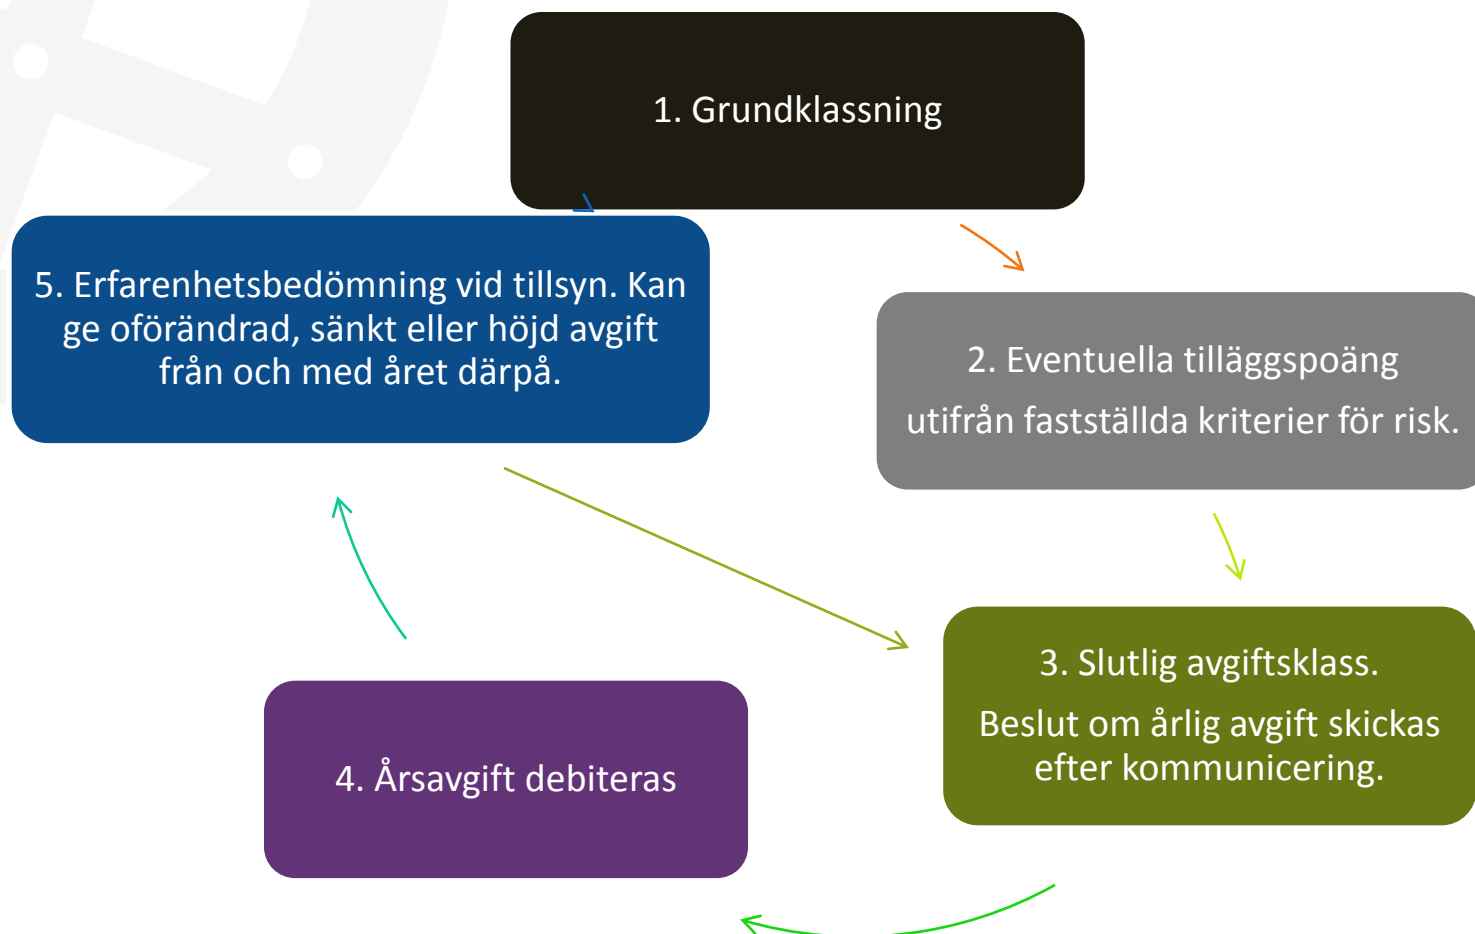 1. Grundklassning
2. Eventuella tilläggspoäng
utifrån fastställda kriterier för risk.
3. Slutlig avgiftsklass.
Beslut om årlig avgift skickas
efter kommunicering.
4. Årsavgift debiteras
5. Erfarenhetsbedömning vid tillsyn. Kan
ge oförändrad, sänkt eller höjd avgift
från och med året därpå.